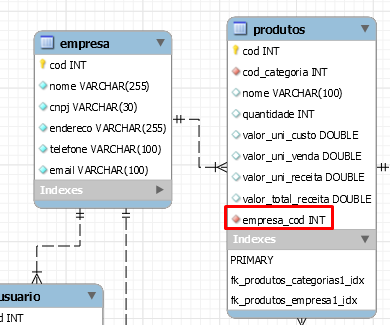 empresa
cod INT
nome VARCHAR(255)
cnpj VARCHAR(30)
endereco VARCHAR(255)
telefone VARCHAR(100)
email VARCHAR(100)
Indexes
produtos
cod INT
cod_categoria INT
nome VARCHAR(100)
quantidade INT
valor_uni_custo DOUBLE
valor_uni_venda DOUBLE
valor_uni_receita DOUBLE
valor_total_receita DOUBLE
empresa_cod INT
Indexes
PRIMARY
fk_produtos_categorias1_idx
fk_produtos_empresa1_idx
usuario
INT